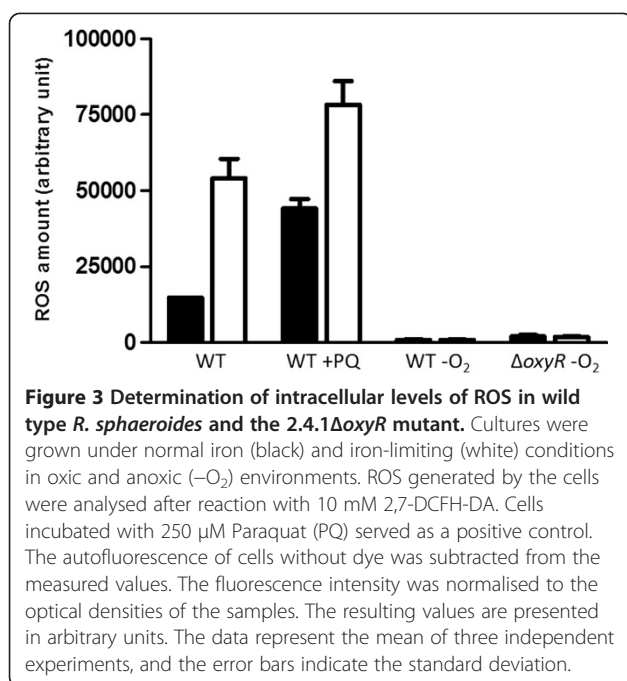 100000
75000
50000
25000
0
ROS amount (arbitrary unit)
WT WT +PQ WT -O₂ ΔoxyR -O₂
Figure 3 Determination of intracellular levels of ROS in wild
type R. sphaeroides and the 2.4.1ΔoxyR mutant. Cultures were
grown under normal iron (black) and iron-limiting (white) conditions
in oxic and anoxic (−O₂) environments. ROS generated by the cells
were analysed after reaction with 10 mM 2,7-DCFH-DA. Cells
incubated with 250 μM Paraquat (PQ) served as a positive control.
The autofluorescence of cells without dye was subtracted from the
measured values. The fluorescence intensity was normalised to the
optical densities of the samples. The resulting values are presented
in arbitrary units. The data represent the mean of three independent
experiments, and the error bars indicate the standard deviation.